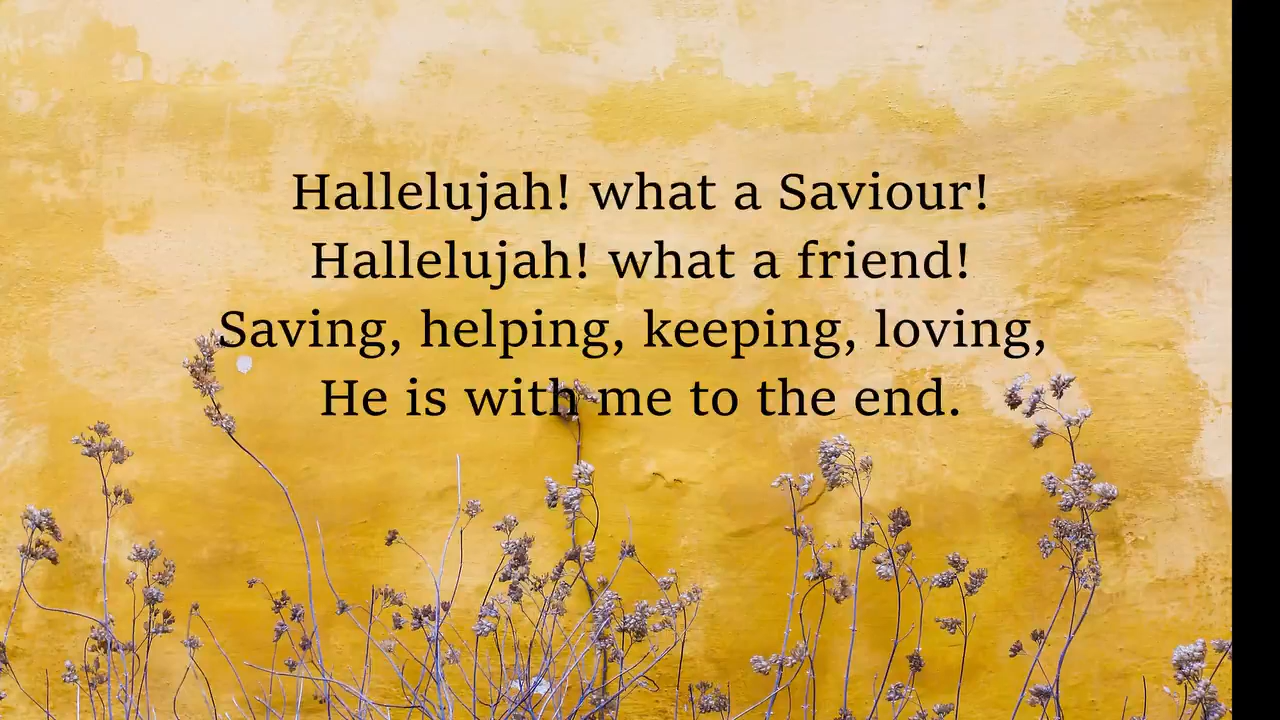 Hallelujah! what a Saviour!
Hallelujah! what a friend!
Saving, helping, keeping, loving,
He is with me to the end.